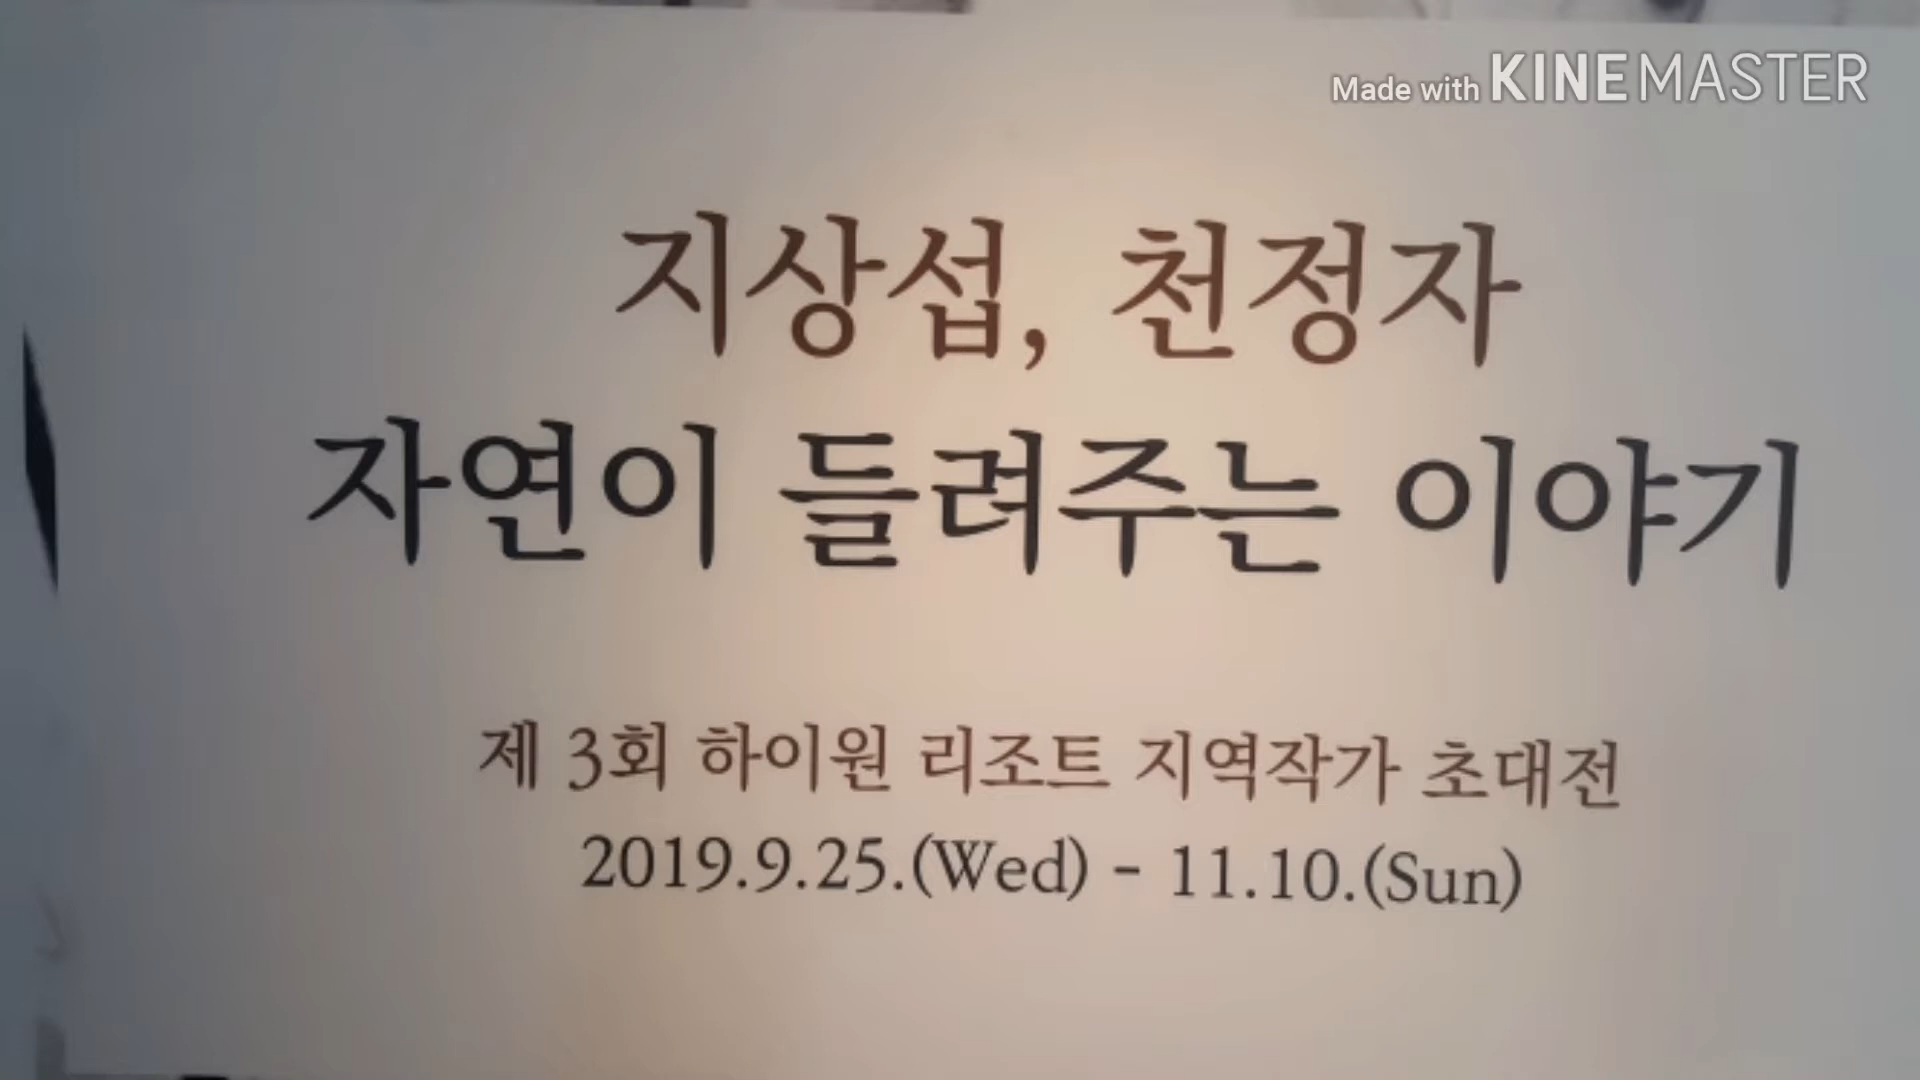 Made with KINEMASTER
지상섭, 천정자
자연이 들려주는 이야기
제 3회 하이원 리조트 지역작가 초대전
2019.9.25.(Wed) - 11.10.(Sun)